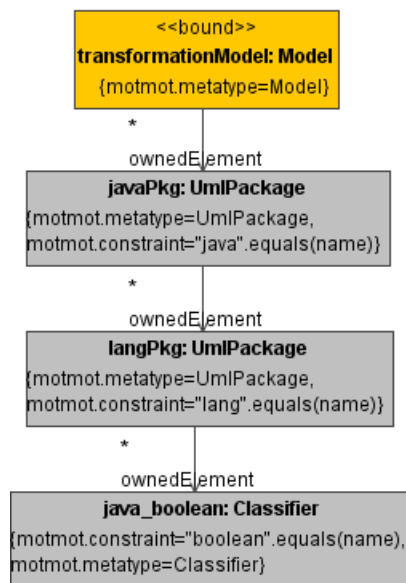 <<bound>>
transformationModel: Model
{motmot.metatype=Model}
*
ownedElement
javaPkg: UmlPackage
{motmot.metatype=UmlPackage,
motmot.constraint="java".equals(name)}
*
ownedElement
langPkg: UmlPackage
{motmot.metatype=UmlPackage,
motmot.constraint="lang".equals(name)}
*
ownedElement
java_boolean: Classifier
{motmot.constraint="boolean".equals(name),
motmot.metatype=Classifier}